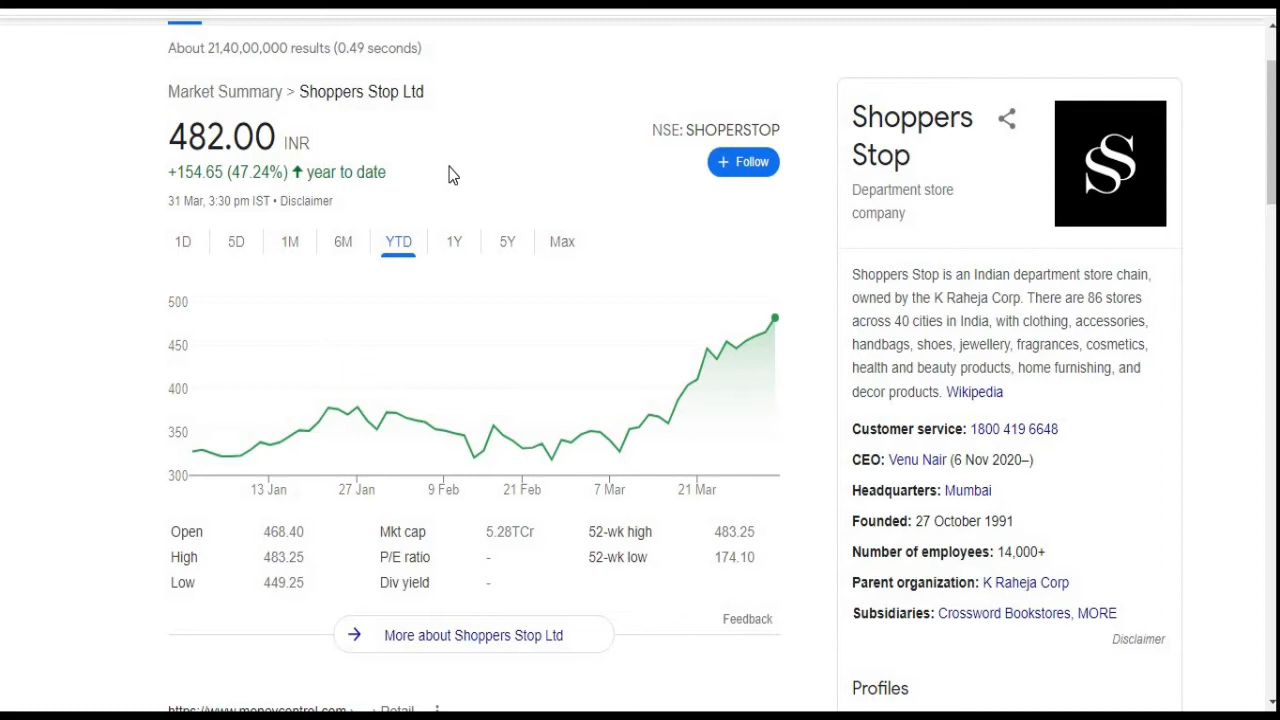 About 21,40,00,000 results (0.49 seconds)
Market Summary > Shoppers Stop Ltd
482.00 INR
+154.65 (47.24%) ↑ year to date
31 Mar, 3:30 pm IST • Disclaimer
NSE: SHOPERSTOP
+ Follow
1D 5D 1M 6M YTD 1Y 5Y Max
500
450
400
350
300
13 Jan 27 Jan 9 Feb 21 Feb 7 Mar 21 Mar
Open 468.40 Mkt cap 5.28TCr 52-wk high 483.25
High 483.25 P/E ratio - 52-wk low 174.10
Low 449.25 Div yield -
Feedback
→ More about Shoppers Stop Ltd
https://www.moneycontrol.com › Retail
Shoppers
Stop
SS
Department store
company
Shoppers Stop is an Indian department store chain,
owned by the K Raheja Corp. There are 86 stores
across 40 cities in India, with clothing, accessories,
handbags, shoes, jewellery, fragrances, cosmetics,
health and beauty products, home furnishing, and
decor products. Wikipedia
Customer service: 1800 419 6648
CEO: Venu Nair (6 Nov 2020–)
Headquarters: Mumbai
Founded: 27 October 1991
Number of employees: 14,000+
Parent organization: K Raheja Corp
Subsidiaries: Crossword Bookstores, MORE
Disclaimer
Profiles